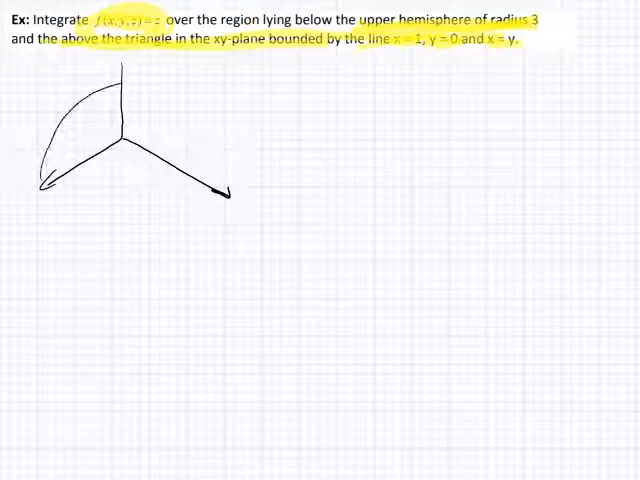 Ex: Integrate f(x,y,z) = z over the region lying below the upper hemisphere of radius 3
and the above the triangle in the xy-plane bounded by the line x = 1, y = 0 and x = y.